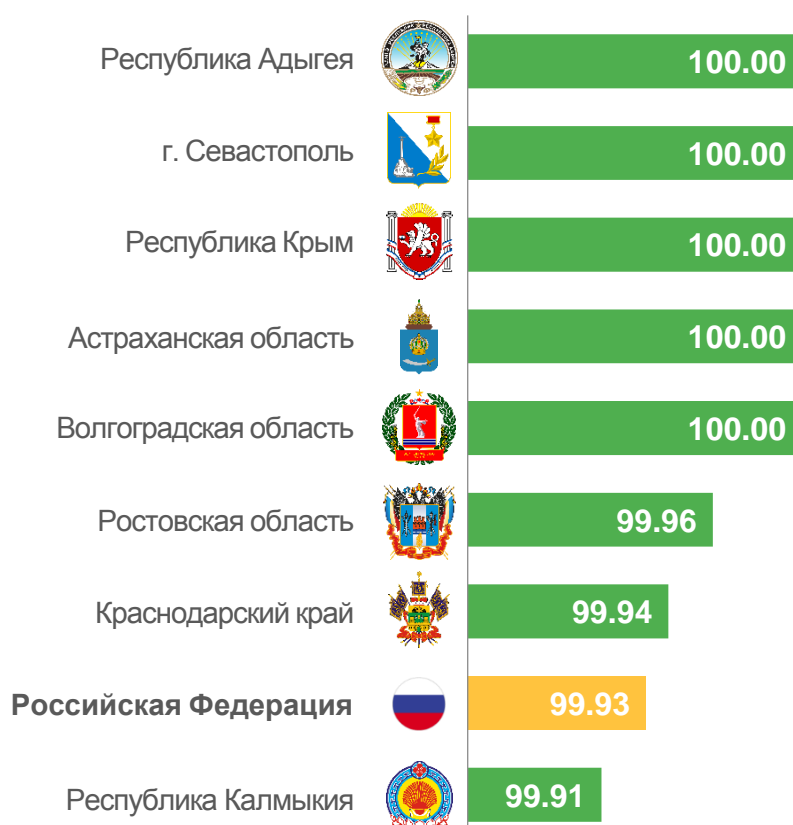 Республика Адыгея 100.00
г. Севастополь 100.00
Республика Крым 100.00
Астраханская область 100.00
Волгоградская область 100.00
Ростовская область 99.96
Краснодарский край 99.94
Российская Федерация 99.93
Республика Калмыкия 99.91